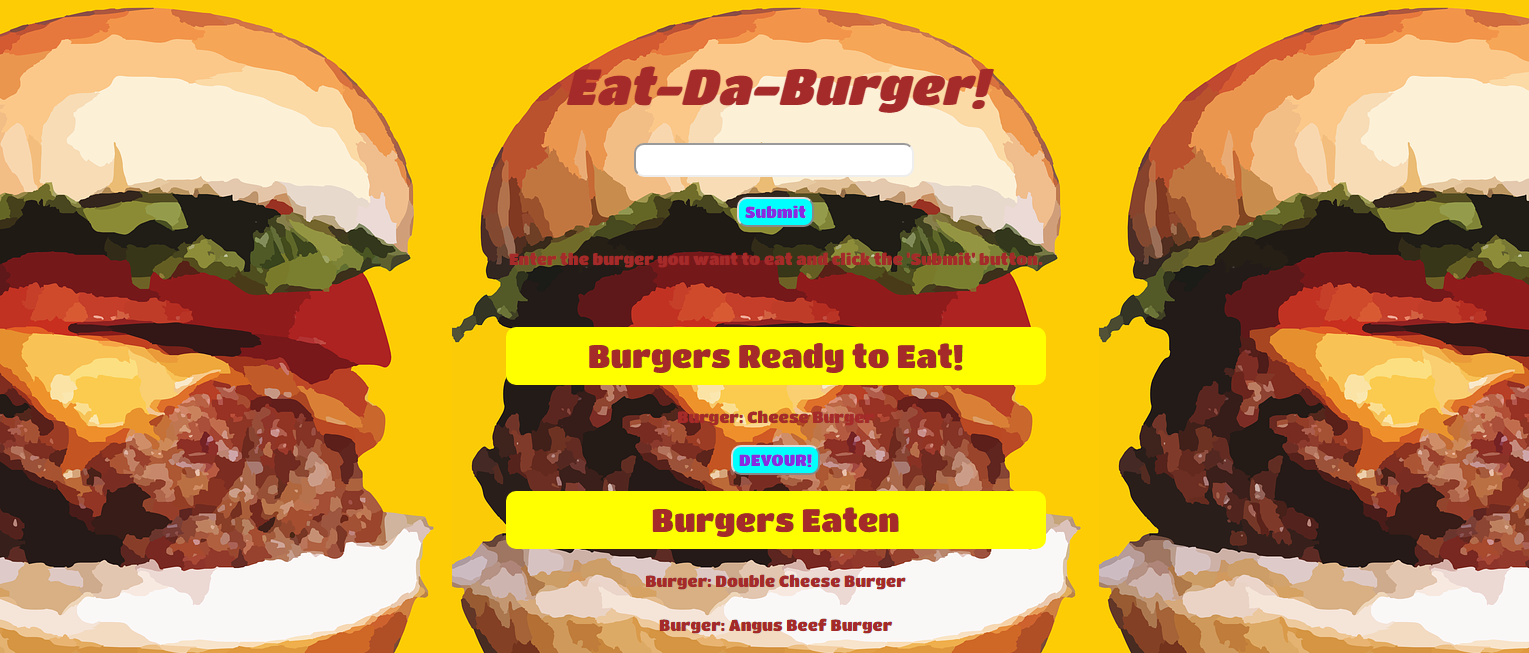 Eat-Da-Burger!
Submit
Enter the burger you want to eat and click the 'Submit' button
Burgers Ready to Eat!
Burger: Cheese Burger
DEVOUR!
Burgers Eaten
Burger: Double Cheese Burger
Burger: Angus Beef Burger